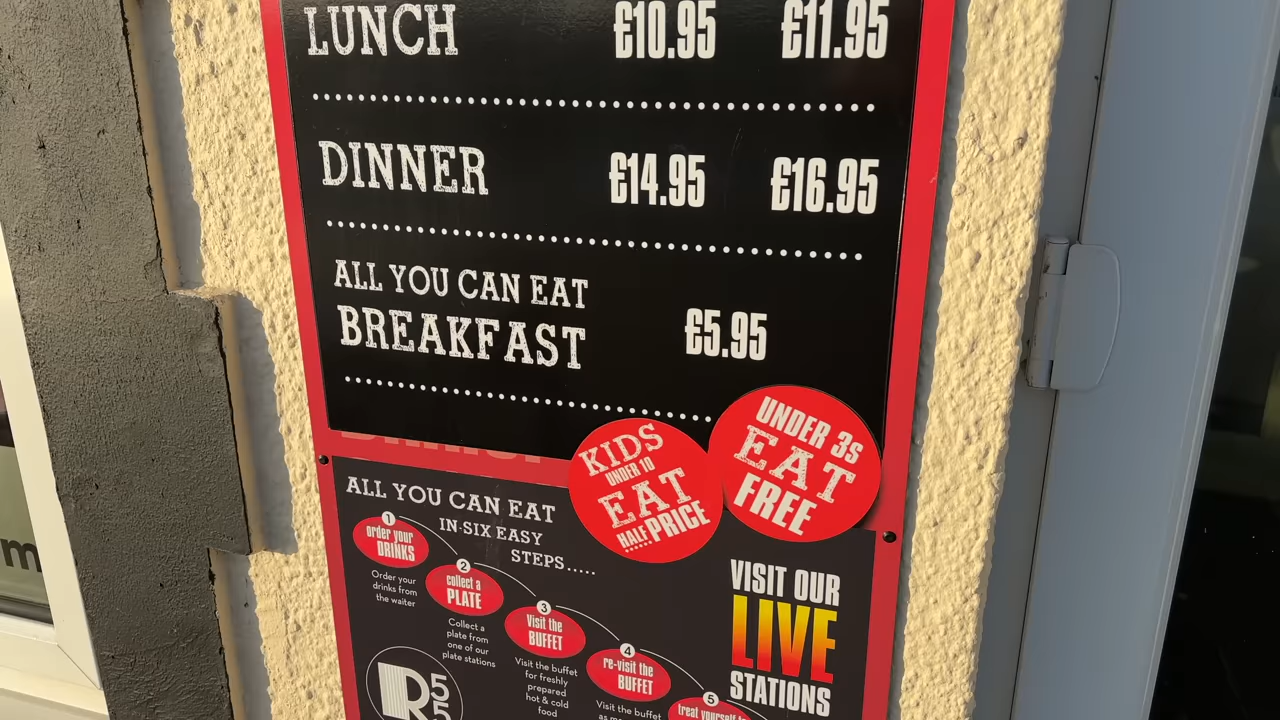 LUNCH £10.95 £11.95
DINNER £14.95 £16.95
ALL YOU CAN EAT
BREAKFAST £5.95
KIDS
UNDER 10
EAT
HALF PRICE
UNDER 3s
EAT
FREE
ALL YOU CAN EAT
IN-SIX EASY
STEPS.....
1
order your
DRINKS
Order your
drinks from
the waiter
2
collect a
PLATE
Collect a
plate from
one of our
plate stations
3
Visit the
BUFFET
Visit the buffet
for freshly
prepared
hot & cold
food
4
re-visit the
BUFFET
Visit the buffet
5
treat yourself
VISIT OUR
LIVE
STATIONS
R55
m